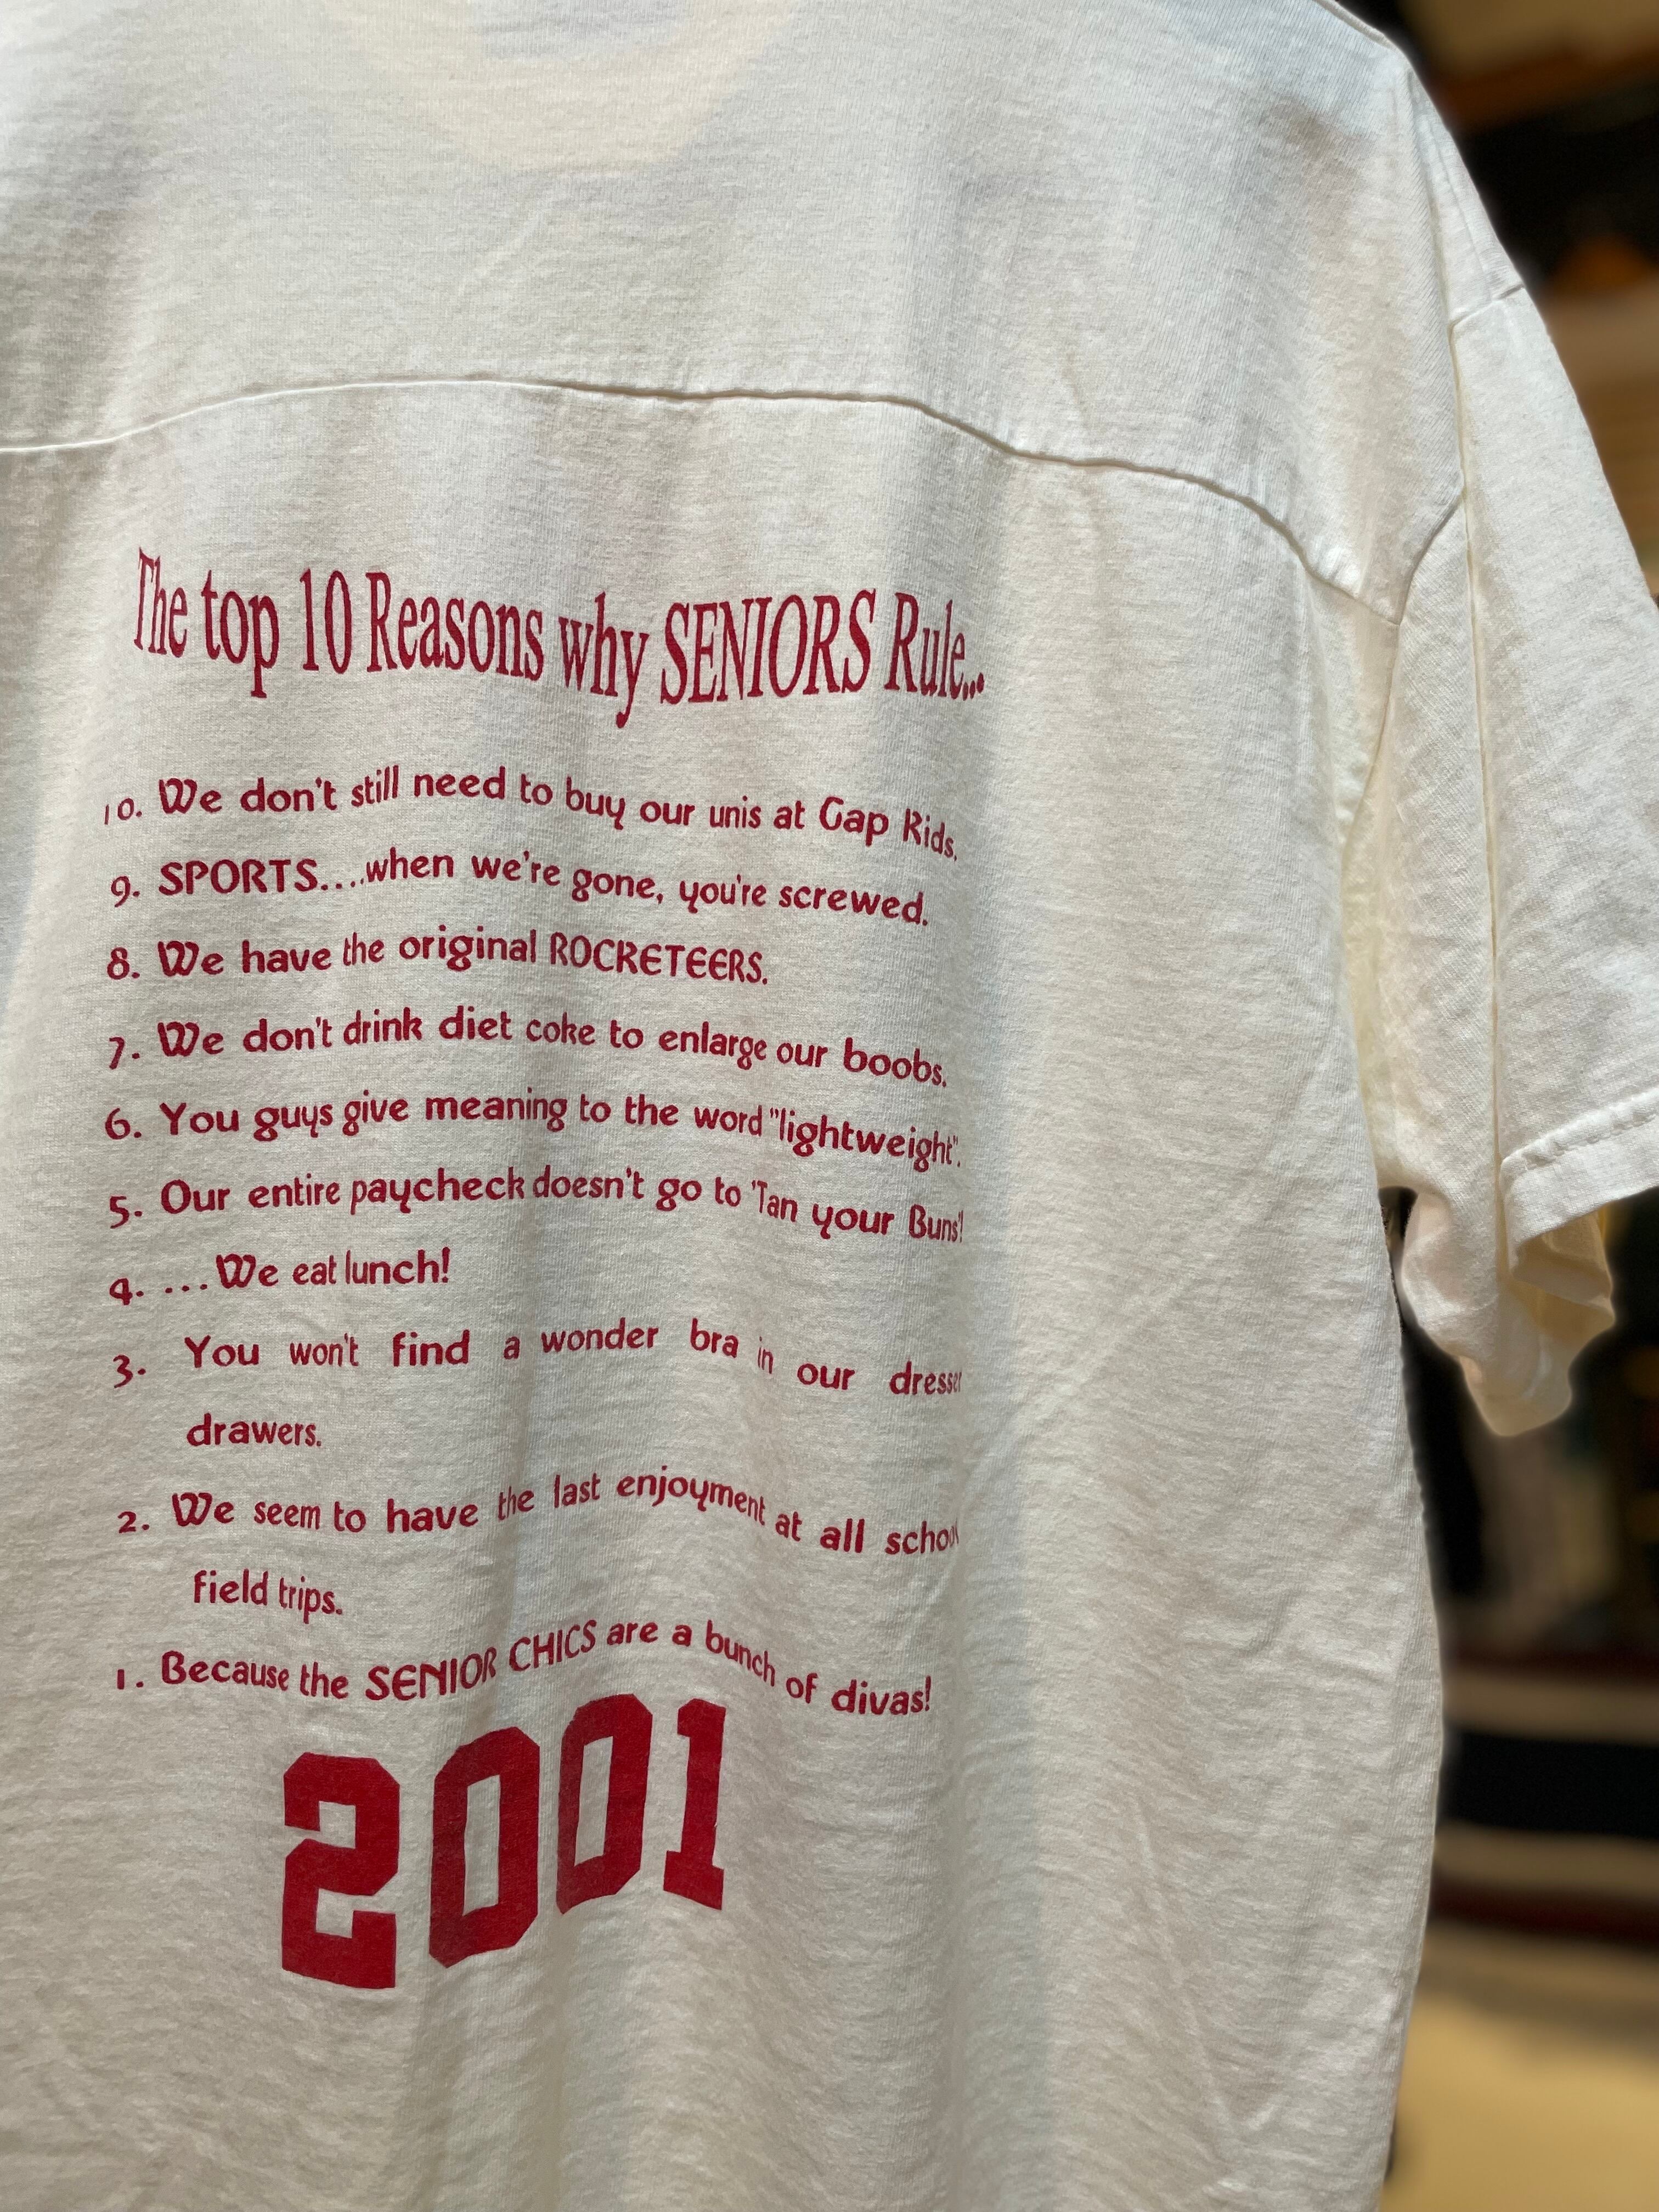 The top 10 Reasons why SENIORS Rule...
10. We don't still need to buy our unis at Gap Kids.
9. SPORTS....when we're gone, you're screwed.
8. We have the original ROCKETEERS.
7. We don't drink diet coke to enlarge our boobs.
6. You guys give meaning to the word "lightweight".
5. Our entire paycheck doesn't go to 'Tan your Buns'!
4. ...We eat lunch!
3. You won't find a wonder bra in our dresser
drawers.
2. We seem to have the last enjoyment at all school
field trips.
1. Because the SENIOR CHICS are a bunch of divas!
2001